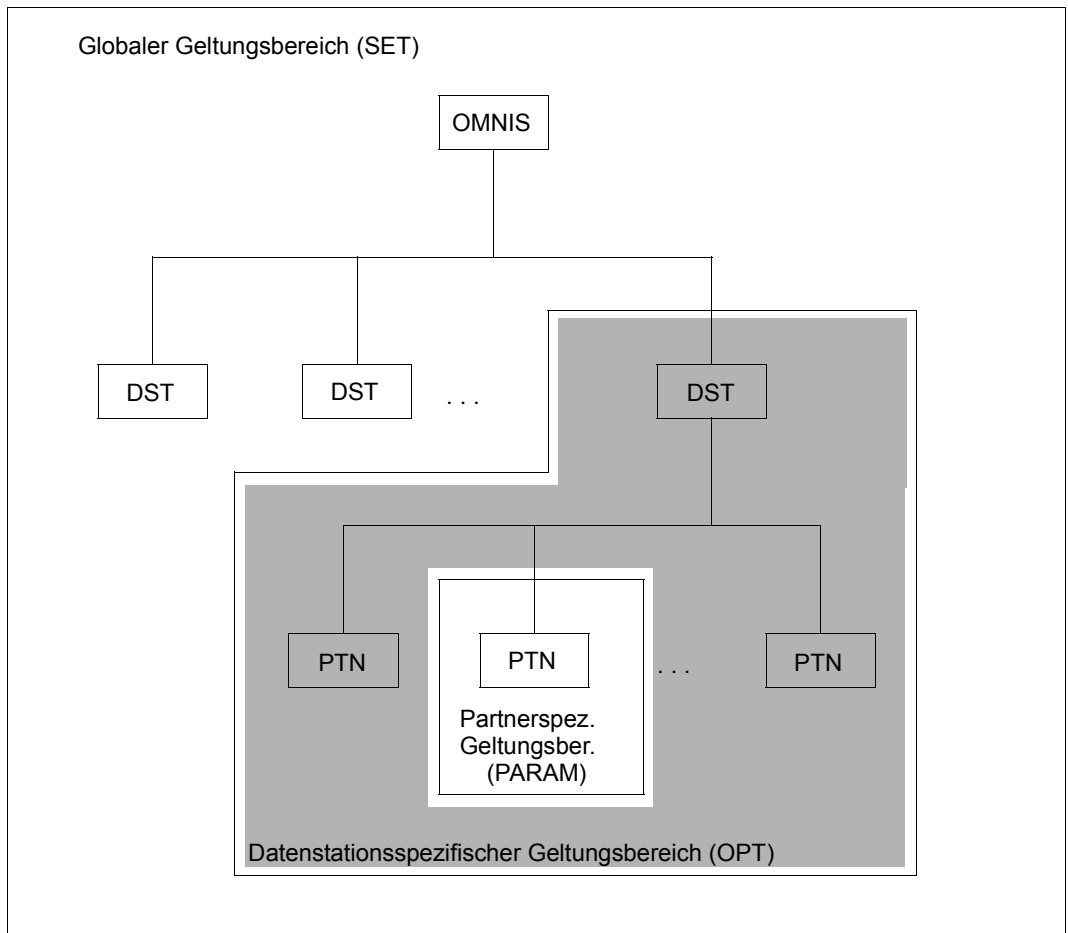 Globaler Geltungsbereich (SET)
OMNIS
DST DST . . . DST
PTN PTN . . . PTN
Partnerspez.
Geltungsber.
(PARAM)
Datenstationsspezifischer Geltungsbereich (OPT)